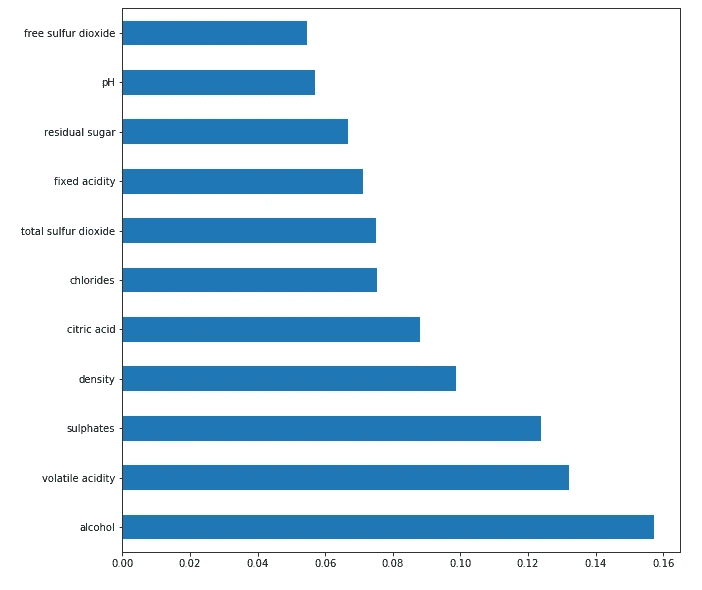 free sulfur dioxide
pH
residual sugar
fixed acidity
total sulfur dioxide
chlorides
citric acid
density
sulphates
volatile acidity
alcohol
0.00 0.02 0.04 0.06 0.08 0.10 0.12 0.14 0.16